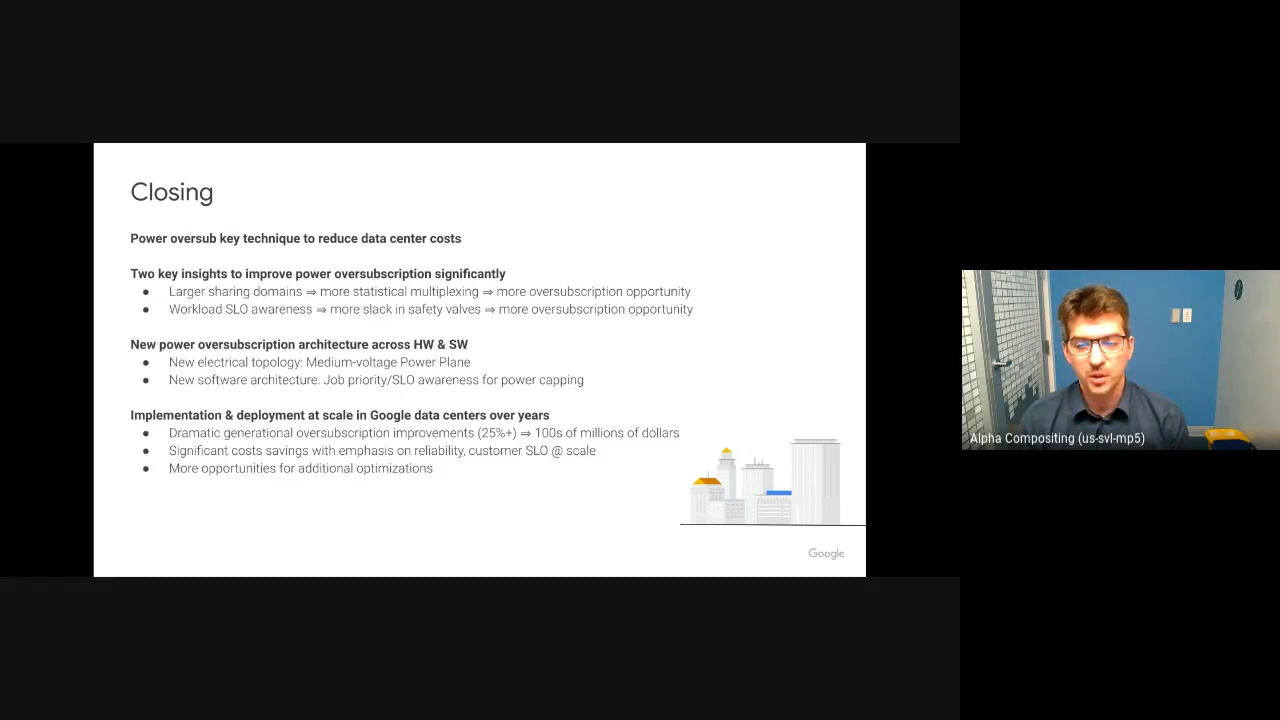 Closing
Power oversub key technique to reduce data center costs
Two key insights to improve power oversubscription significantly
● Larger sharing domains ⇒ more statistical multiplexing ⇒ more oversubscription opportunity
● Workload SLO awareness ⇒ more slack in safety valves ⇒ more oversubscription opportunity
New power oversubscription architecture across HW & SW
● New electrical topology: Medium-voltage Power Plane
● New software architecture: Job priority/SLO awareness for power capping
Implementation & deployment at scale in Google data centers over years
● Dramatic generational oversubscription improvements (25%+) ⇒ 100s of millions of dollars
● Significant costs savings with emphasis on reliability, customer SLO @ scale
● More opportunities for additional optimizations
Google
Alpha Compositing (us-svl-mp5)